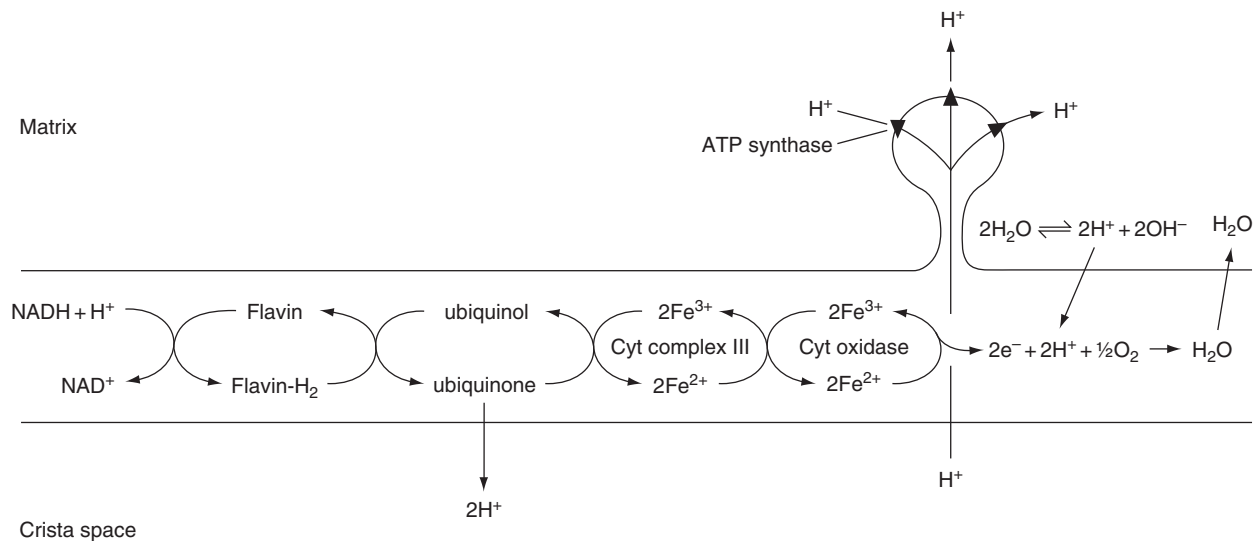 H⁺
H⁺
H⁺
Matrix
ATP synthase
2H₂O ⇌ 2H⁺ + 2OH⁻
H₂O
NADH + H⁺
Flavin
ubiquinol
2Fe³⁺
2Fe³⁺
Cyt complex III
Cyt oxidase
2e⁻ + 2H⁺ + ½O₂
H₂O
NAD⁺
Flavin-H₂
ubiquinone
2Fe²⁺
2Fe²⁺
H⁺
2H⁺
Crista space